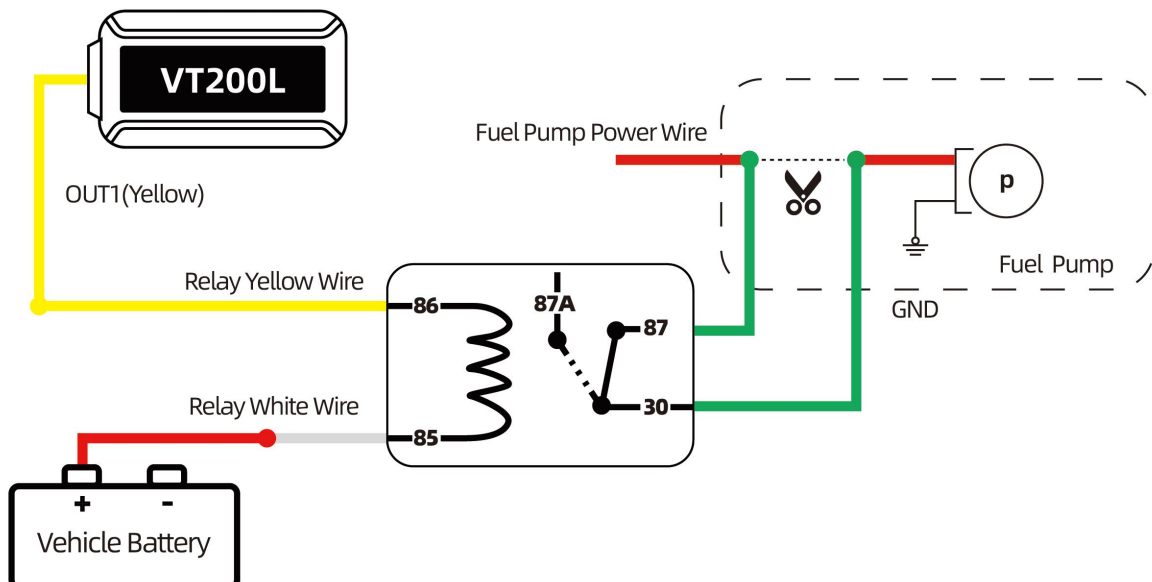 VT200L
Fuel Pump Power Wire
p
OUT1(Yellow)
Fuel Pump
Relay Yellow Wire
GND
86
87A
87
Relay White Wire
30
85
+ -
Vehicle Battery